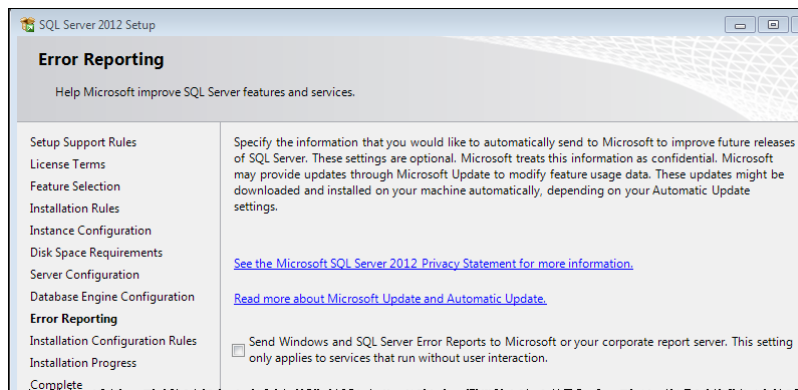 SQL Server 2012 Setup
Error Reporting
Help Microsoft improve SQL Server features and services.
Setup Support Rules
License Terms
Feature Selection
Installation Rules
Instance Configuration
Disk Space Requirements
Server Configuration
Database Engine Configuration
Error Reporting
Installation Configuration Rules
Installation Progress
Complete
Specify the information that you would like to automatically send to Microsoft to improve future releases
of SQL Server. These settings are optional. Microsoft treats this information as confidential. Microsoft
may provide updates through Microsoft Update to modify feature usage data. These updates might be
downloaded and installed on your machine automatically, depending on your Automatic Update
settings.
See the Microsoft SQL Server 2012 Privacy Statement for more information.
Read more about Microsoft Update and Automatic Update.
Send Windows and SQL Server Error Reports to Microsoft or your corporate report server. This setting
only applies to services that run without user interaction.